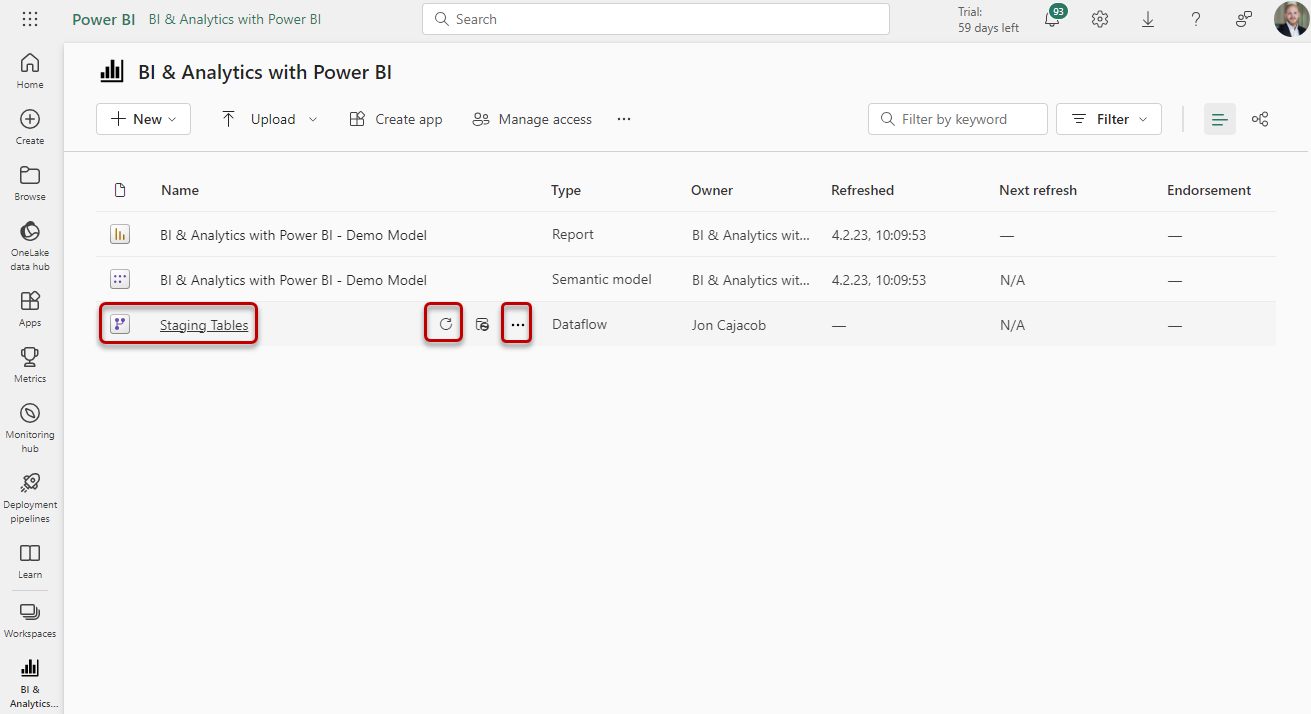 Power BI BI & Analytics with Power BI Search Trial: 93
59 days left
BI & Analytics with Power BI
New Upload Create app Manage access ... Filter by keyword Filter
Name Type Owner Refreshed Next refresh Endorsement
BI & Analytics with Power BI - Demo Model Report BI & Analytics wit... 4.2.23, 10:09:53 — —
BI & Analytics with Power BI - Demo Model Semantic model BI & Analytics wit... 4.2.23, 10:09:53 N/A —
Staging Tables ... Dataflow Jon Cajacob — N/A —
Home
Create
Browse
OneLake
data hub
Apps
Metrics
Monitoring
hub
Deployment
pipelines
Learn
Workspaces
BI &
Analytics...